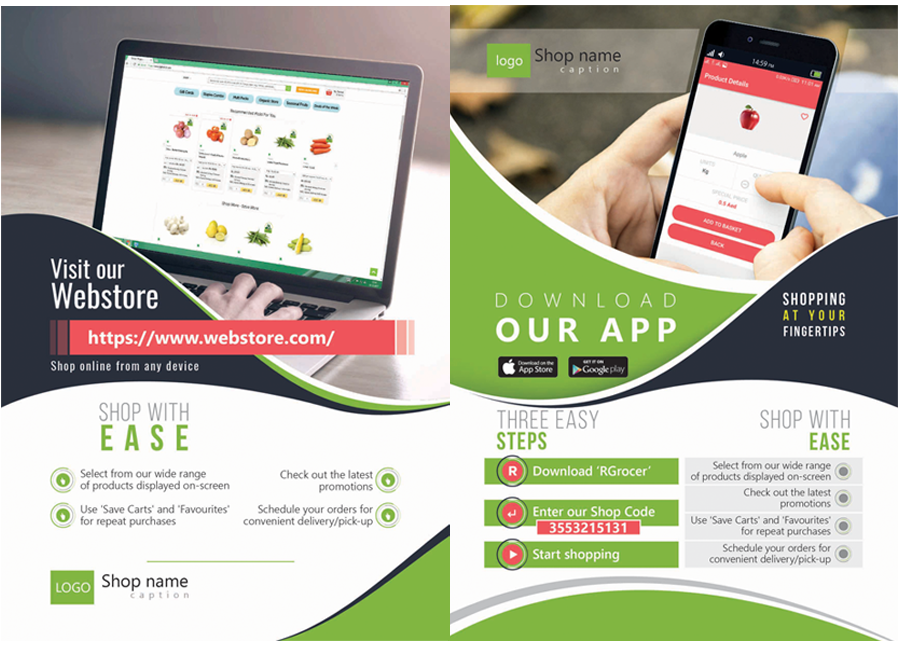 Visit our
Webstore
https://www.webstore.com/
Shop online from any device
SHOP WITH
EASE
Select from our wide range
of products displayed on-screen
Use 'Save Carts' and 'Favourites'
for repeat purchases
Check out the latest
promotions
Schedule your orders for
convenient delivery/pick-up
LOGO
Shop name
caption
logo
Shop name
caption
14:59
Product Details
Apple
UNITS
Kg
SPECIAL PRICE
ADD TO BASKET
BACK
DOWNLOAD
OUR APP
Download on the
App Store
GET IT ON
Google play
SHOPPING
AT YOUR
FINGERTIPS
THREE EASY
STEPS
R
Download 'RGrocer'
Enter our Shop Code
3553215131
Start shopping
SHOP WITH
EASE
Select from our wide range
of products displayed on-screen
Check out the latest
promotions
Use 'Save Carts' and 'Favourites'
for repeat purchases
Schedule your orders for
convenient delivery/pick-up